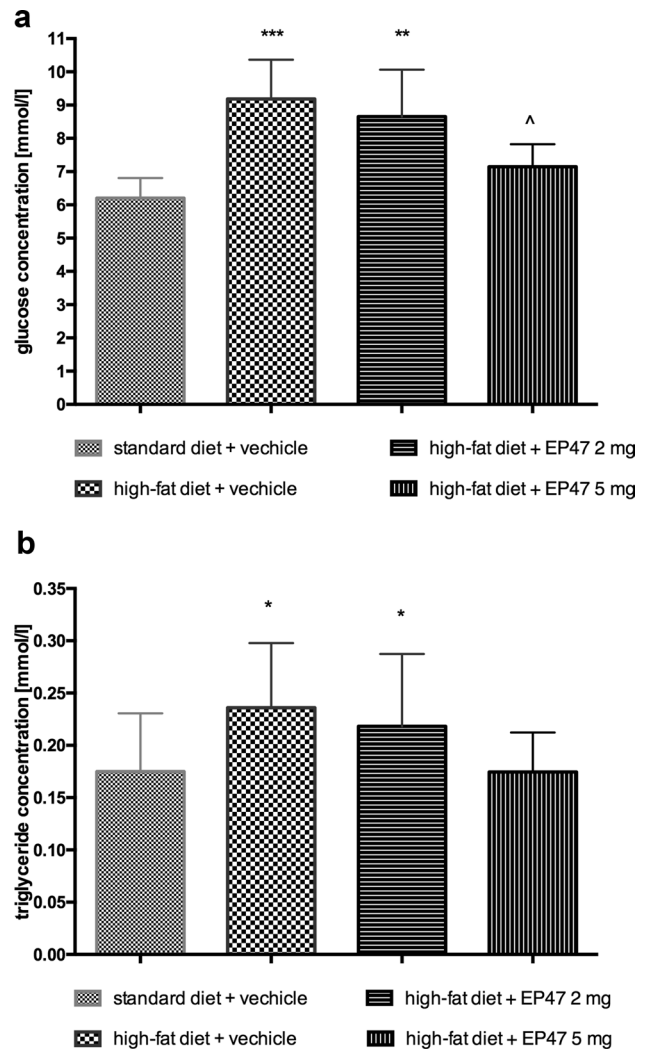 a
glucose concentration [mmol/l]
11
10
9
8
7
6
5
4
3
2
1
0
***
**
^
standard diet + vechicle
high-fat diet + EP47 2 mg
high-fat diet + vechicle
high-fat diet + EP47 5 mg
b
triglyceride concentration [mmol/l]
0.35
0.30
0.25
0.20
0.15
0.10
0.05
0.00
*
*
standard diet + vechicle
high-fat diet + EP47 2 mg
high-fat diet + vechicle
high-fat diet + EP47 5 mg